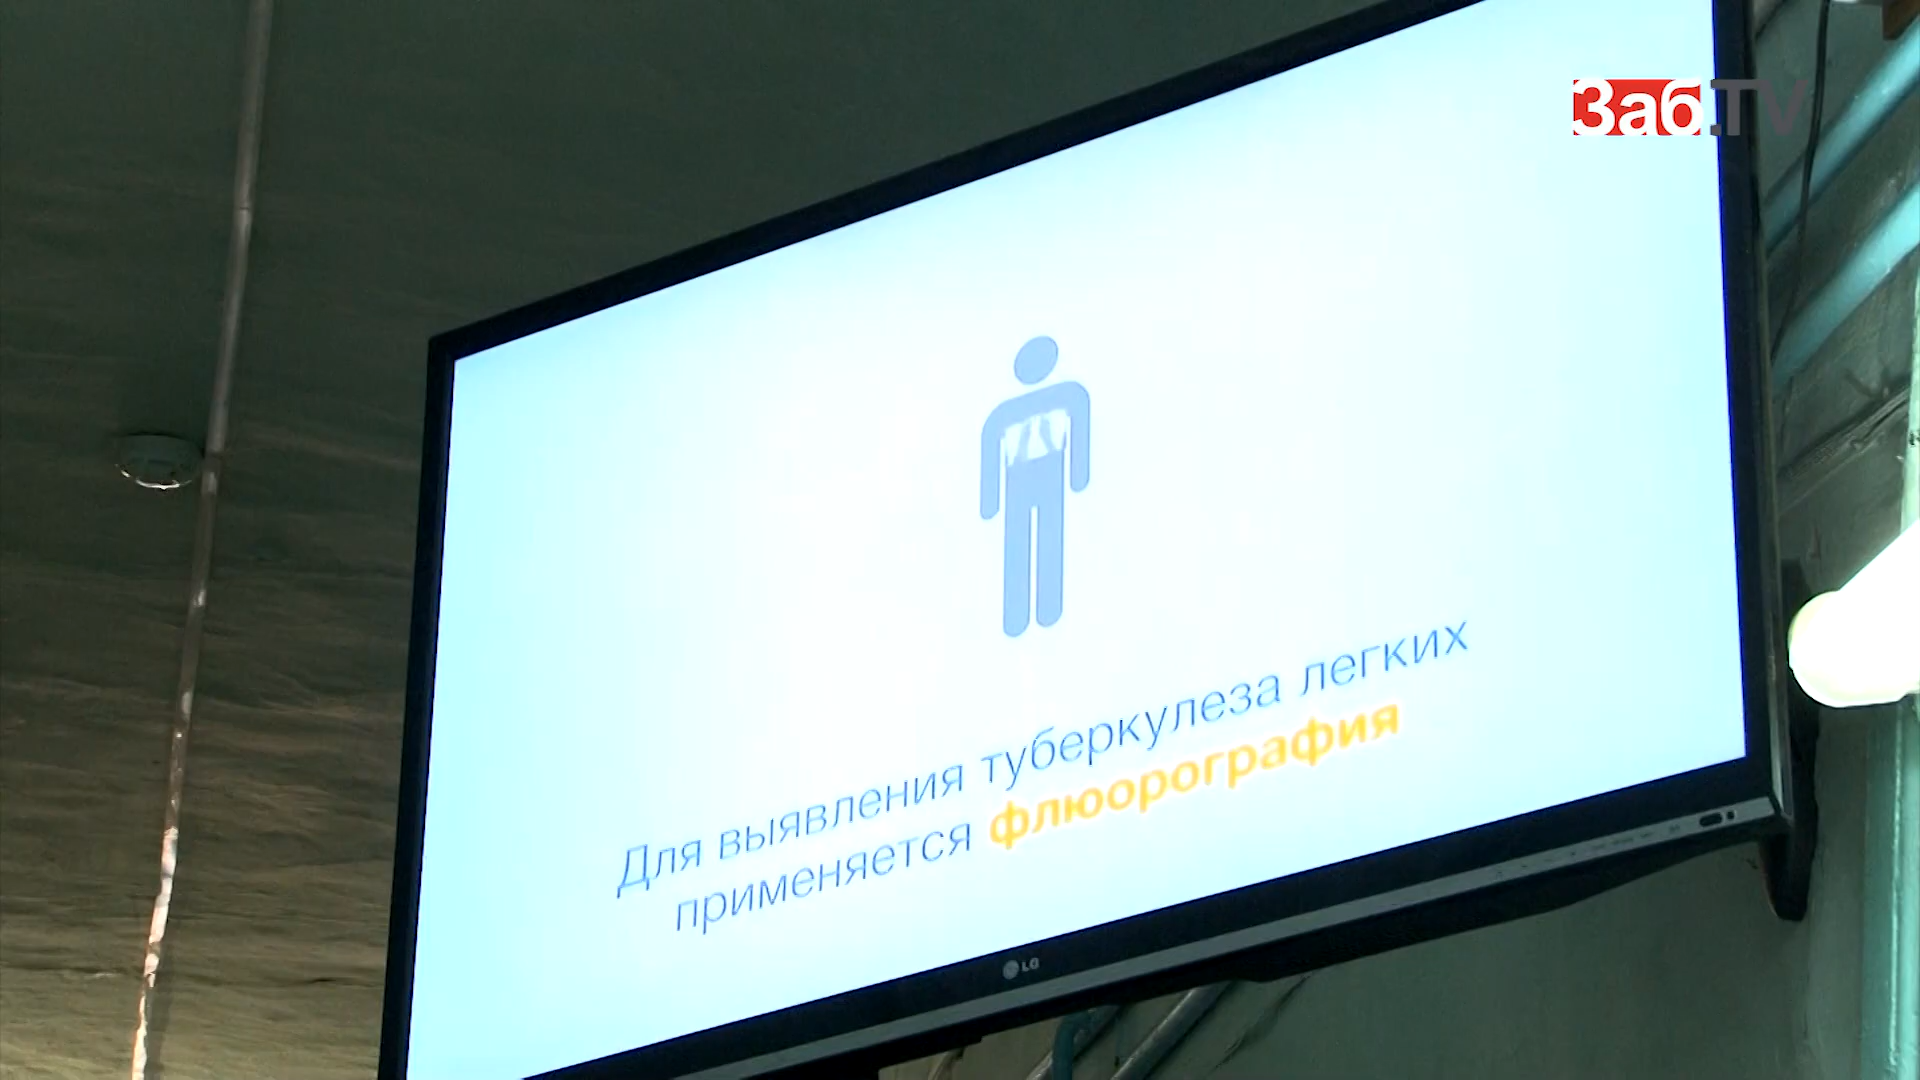 Заб.TV
Для выявления туберкулеза легких
применяется флюорография
LG